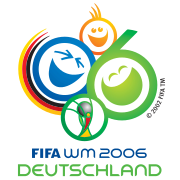 © 2002 FIFA TM
FIFA WM 2006
DEUTSCHLAND